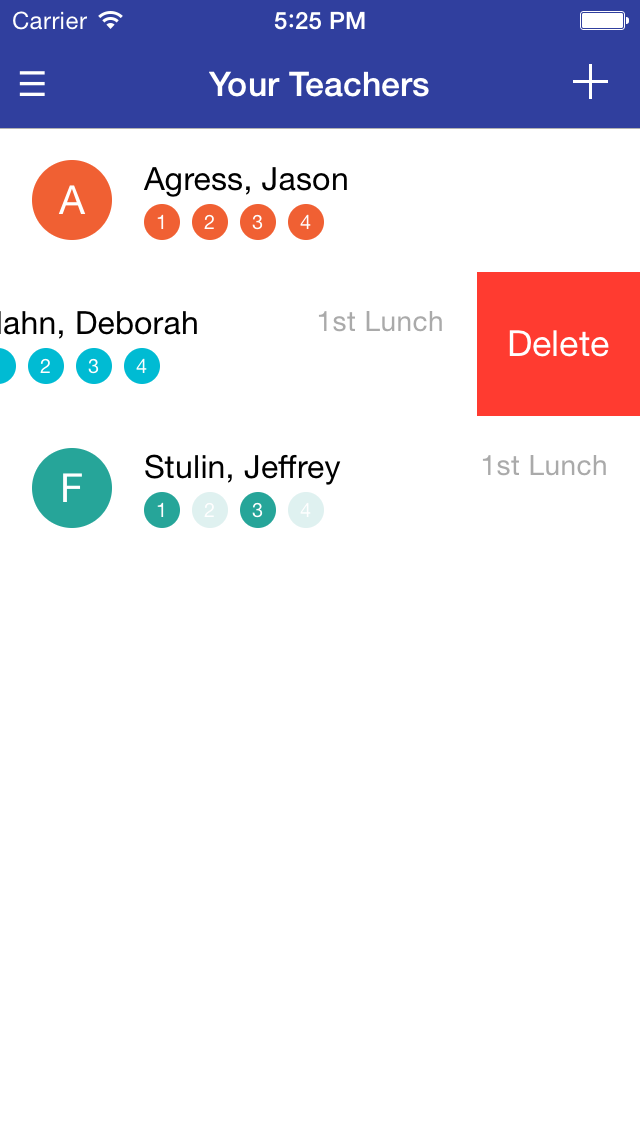 Carrier 5:25 PM
☰ Your Teachers +
A Agress, Jason
1 2 3 4
Deborah 1st Lunch Delete
2 3 4
F Stulin, Jeffrey 1st Lunch
1 2 3 4